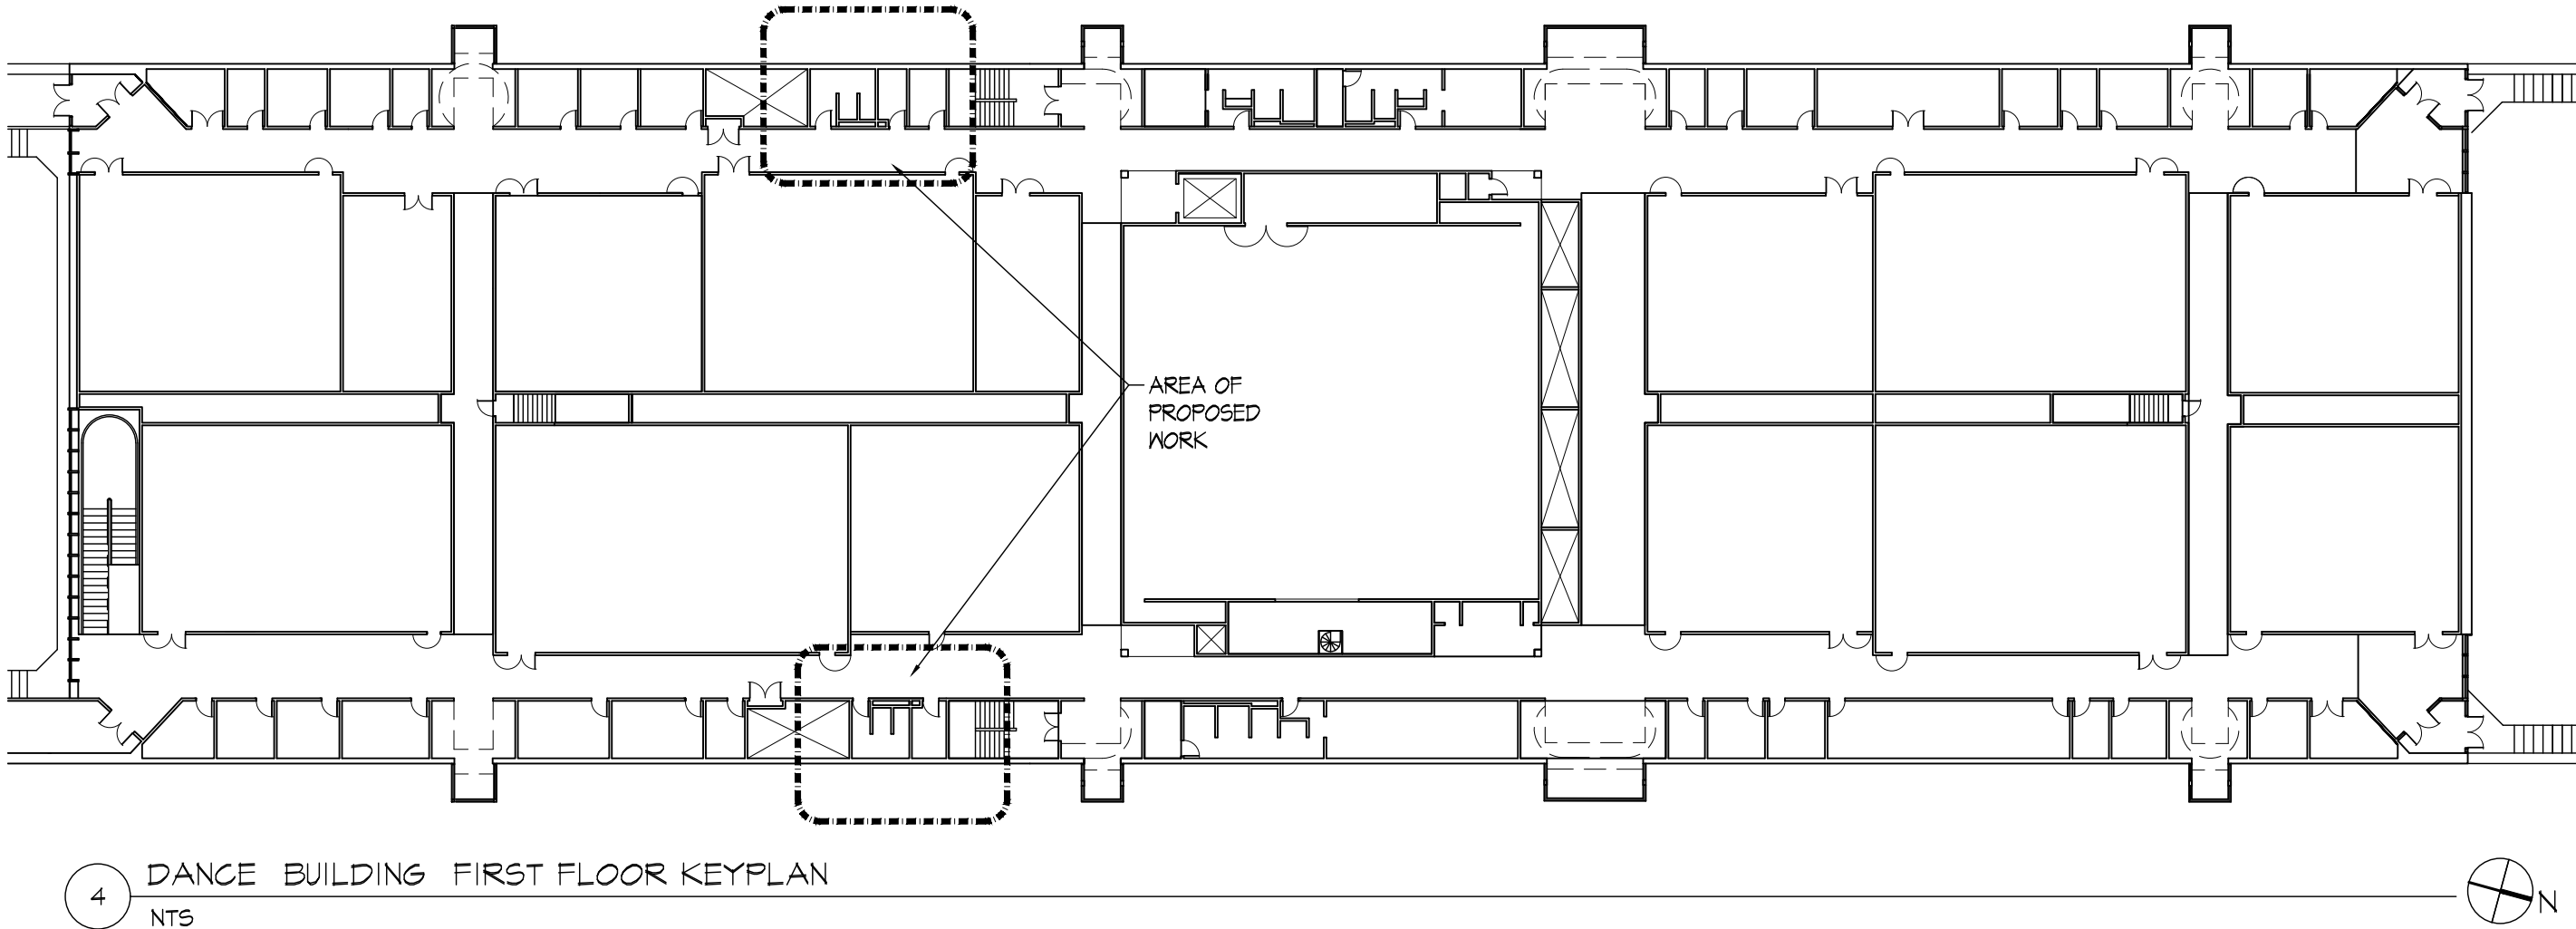 AREA OF
PROPOSED
WORK
4
DANCE BUILDING FIRST FLOOR KEYPLAN
NTS
N